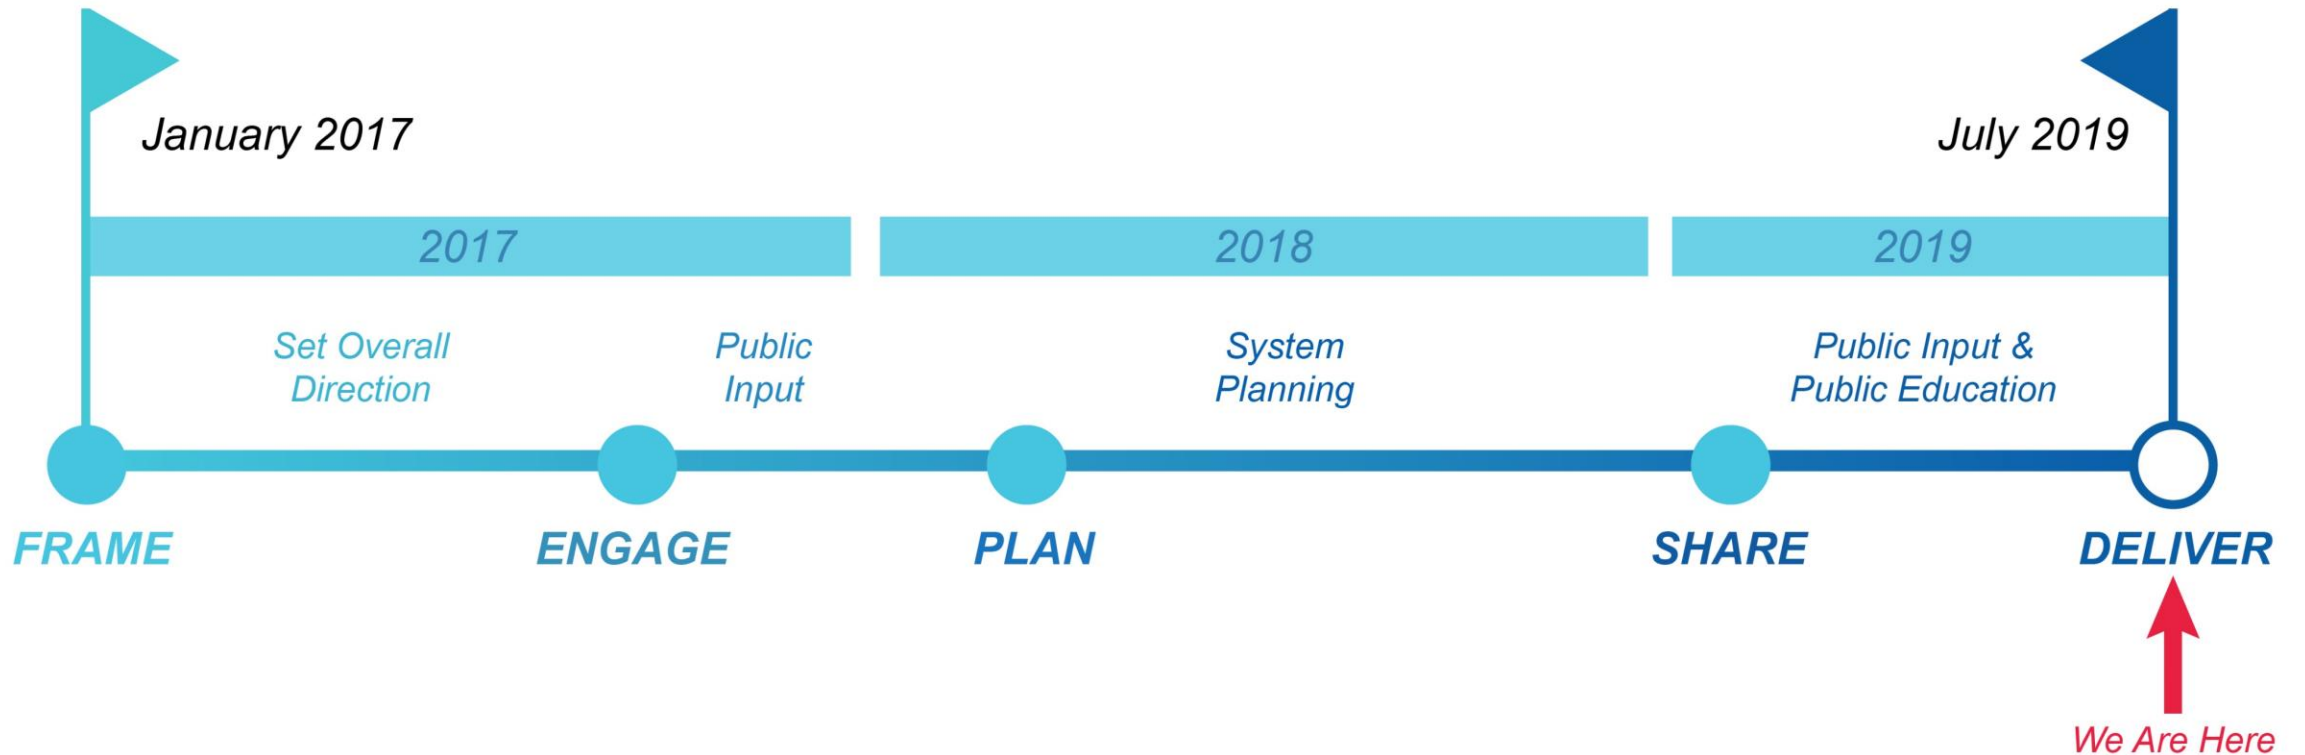 January 2017
July 2019
2017
2018
2019
Set Overall
Direction
Public
Input
System
Planning
Public Input &
Public Education
FRAME
ENGAGE
PLAN
SHARE
DELIVER
We Are Here